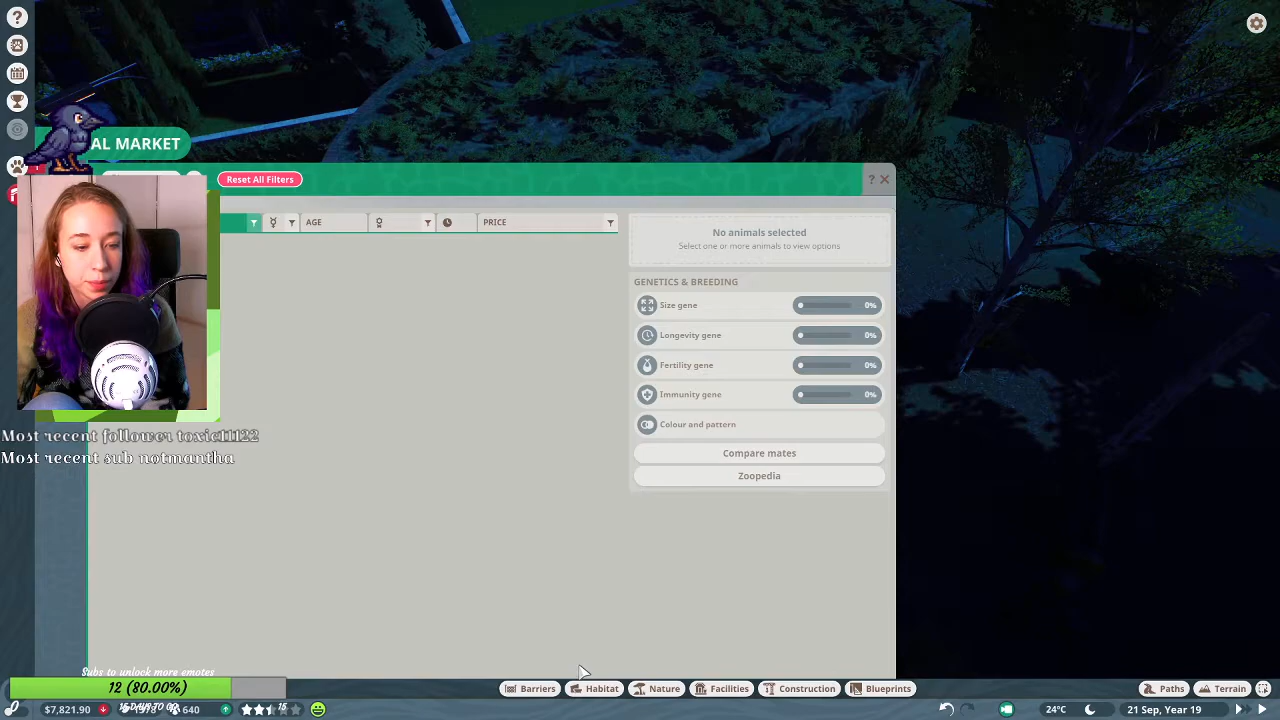 AL MARKET
Reset All Filters
AGE
PRICE
No animals selected
Select one or more animals to view options
GENETICS & BREEDING
Size gene 0%
Longevity gene 0%
Fertility gene 0%
Immunity gene 0%
Colour and pattern
Compare mates
Zoopedia
Most recent follower toxic11122
Most recent sub notmantha
Subs to unlock more emotes
12 (80.00%)
15
$7,821.90
640
Barriers
Habitat
Nature
Facilities
Construction
Blueprints
Paths
Terrain
24°C
21 Sep, Year 19